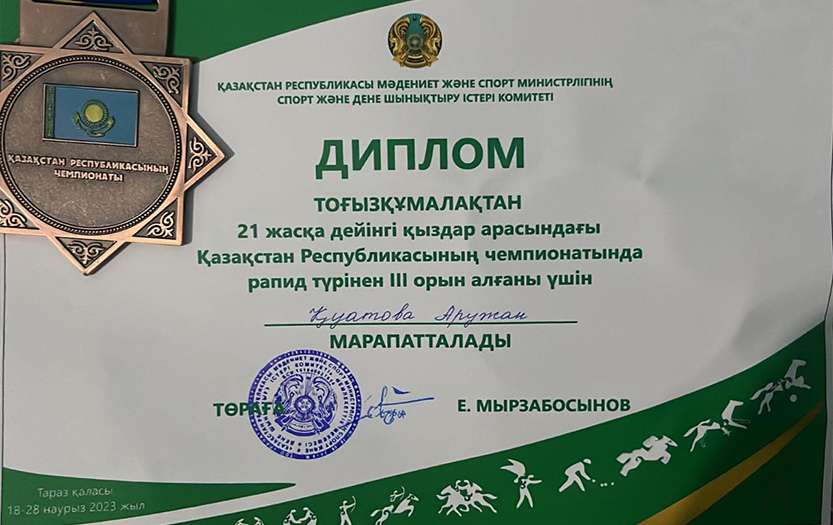 ҚАЗАҚСТАН РЕСПУБЛИКАСЫ МӘДЕНИЕТ ЖӘНЕ СПОРТ МИНИСТРЛІГІНІҢ
СПОРТ ЖӘНЕ ДЕНЕ ШЫНЫҚТЫРУ ІСТЕРІ КОМИТЕТІ
ҚАЗАҚСТАН РЕСПУБЛИКАСЫНЫҢ
ЧЕМПИОНАТЫ
ДИПЛОМ
ТОҒЫЗҚҰМАЛАҚТАН
21 жасқа дейінгі қыздар арасындағы
Қазақстан Республикасының чемпионатында
рапид түрінен III орын алғаны үшін
Қуатова Аружан
МАРАПАТТАЛАДЫ
ТӨРАҒА Е. МЫРЗАБОСЫНОВ
Тараз қаласы
18-28 наурыз 2023 жыл